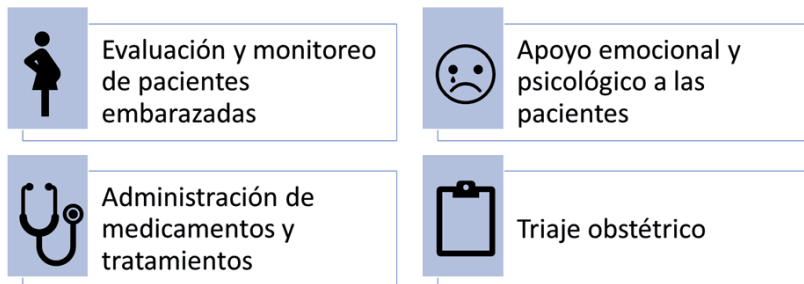 Evaluación y monitoreo
de pacientes
embarazadas
Apoyo emocional y
psicológico a las
pacientes
Administración de
medicamentos y
tratamientos
Triaje obstétrico